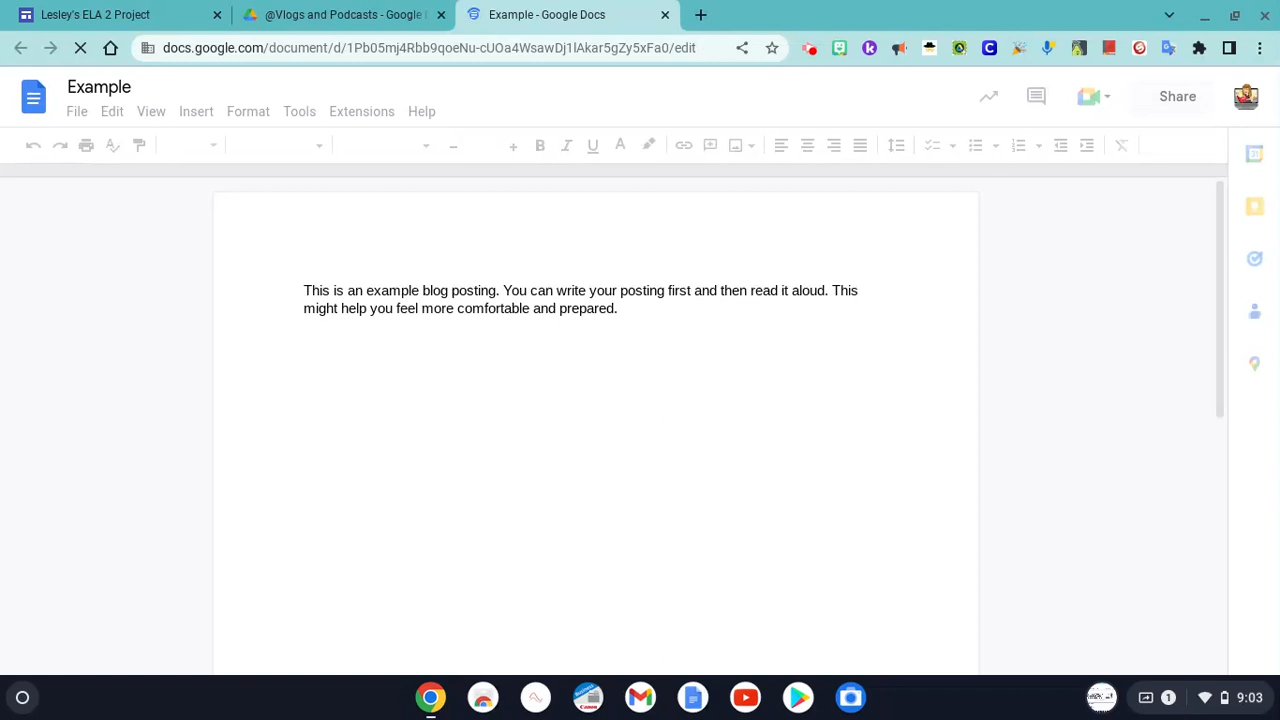 Lesley's ELA 2 Project
@Vlogs and Podcasts - Google
Example - Google Docs
docs.google.com/document/d/1Pb05mj4Rbb9qoeNu-cUOa4WsawDj1lAkar5gZy5xFa0/edit
Example
File Edit View Insert Format Tools Extensions Help
Share
This is an example blog posting. You can write your posting first and then read it aloud. This
might help you feel more comfortable and prepared.
1 9:03